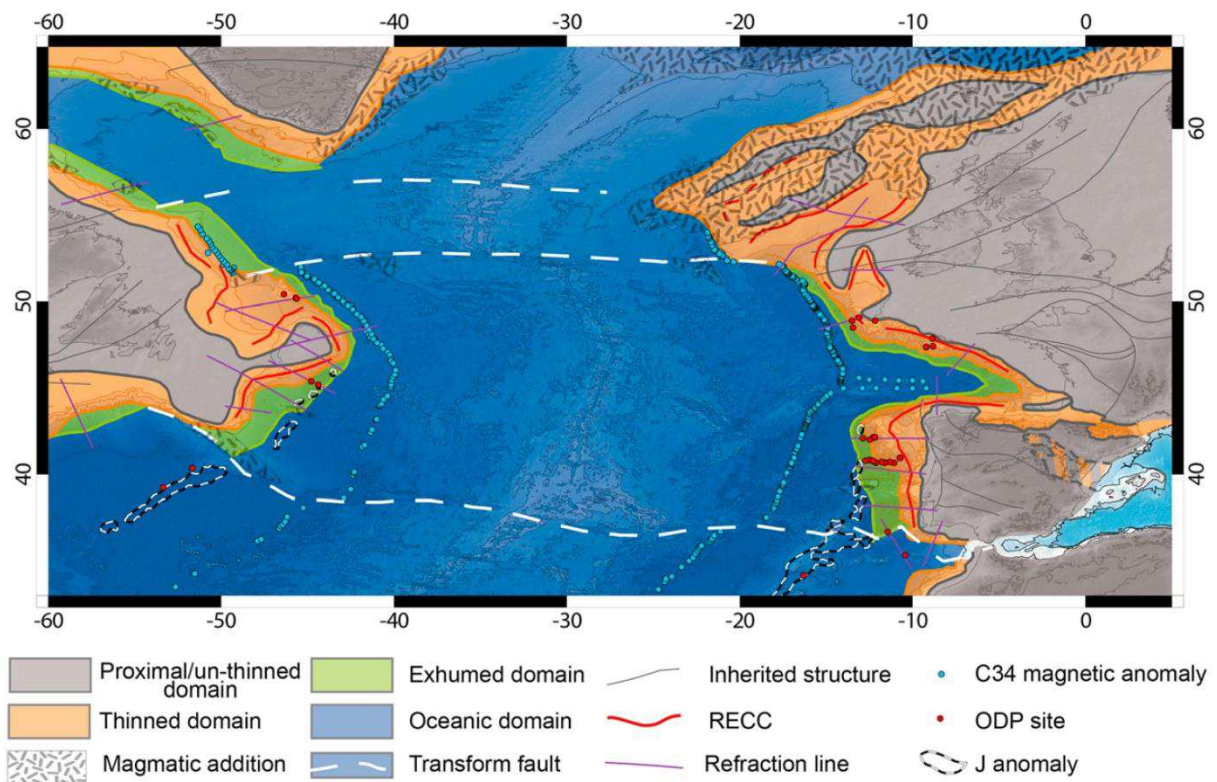 -60 -50 -40 -30 -20 -10 0
60 60
50 50
40 40
-60 -50 -40 -30 -20 -10 0
Proximal/un-thinned domain
Exhumed domain
Inherited structure
C34 magnetic anomaly
Thinned domain
Oceanic domain
RECC
ODP site
Magmatic addition
Transform fault
Refraction line
J anomaly